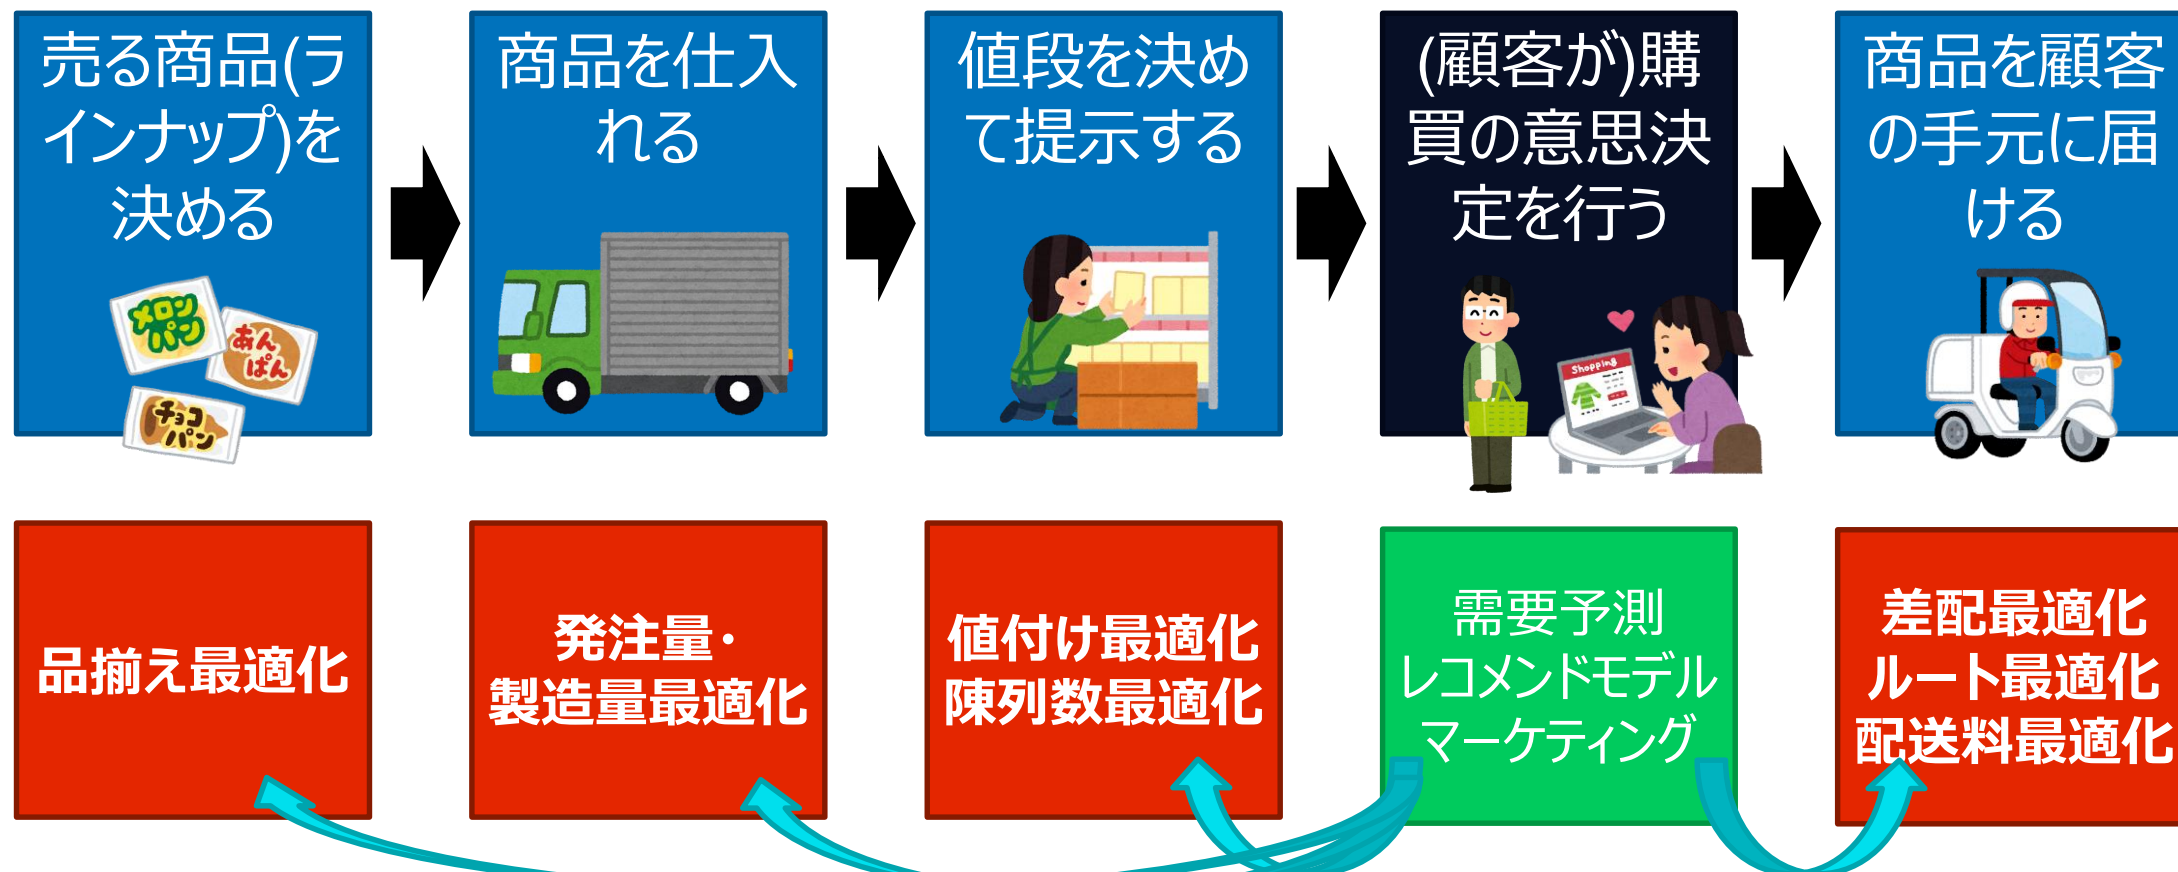 売る商品(ラ
インナップ)を
決める
商品を仕入
れる
値段を決め
て提示する
(顧客が)購
買の意思決
定を行う
商品を顧客
の手元に届
ける
メロン
パン
あん
ぱん
チョコ
パン
Shopping
品揃え最適化
発注量・
製造量最適化
値付け最適化
陳列数最適化
需要予測
レコメンドモデル
マーケティング
差配最適化
ルート最適化
配送料最適化